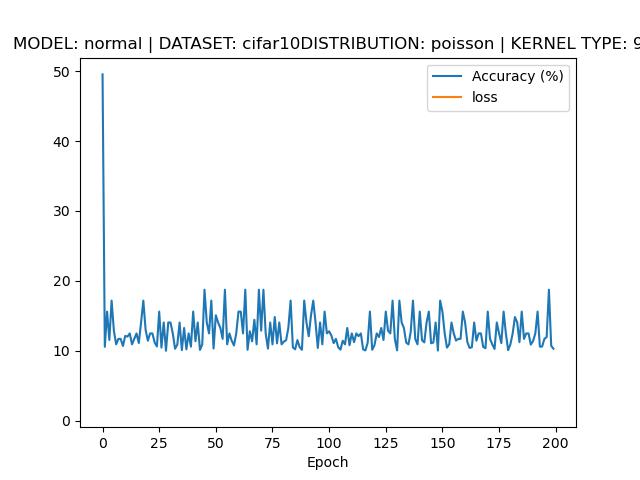 MODEL: normal | DATASET: cifar10DISTRIBUTION: poisson | KERNEL TYPE: 9
50
40
30
20
10
0
Accuracy (%)
loss
0 25 50 75 100 125 150 175 200
Epoch